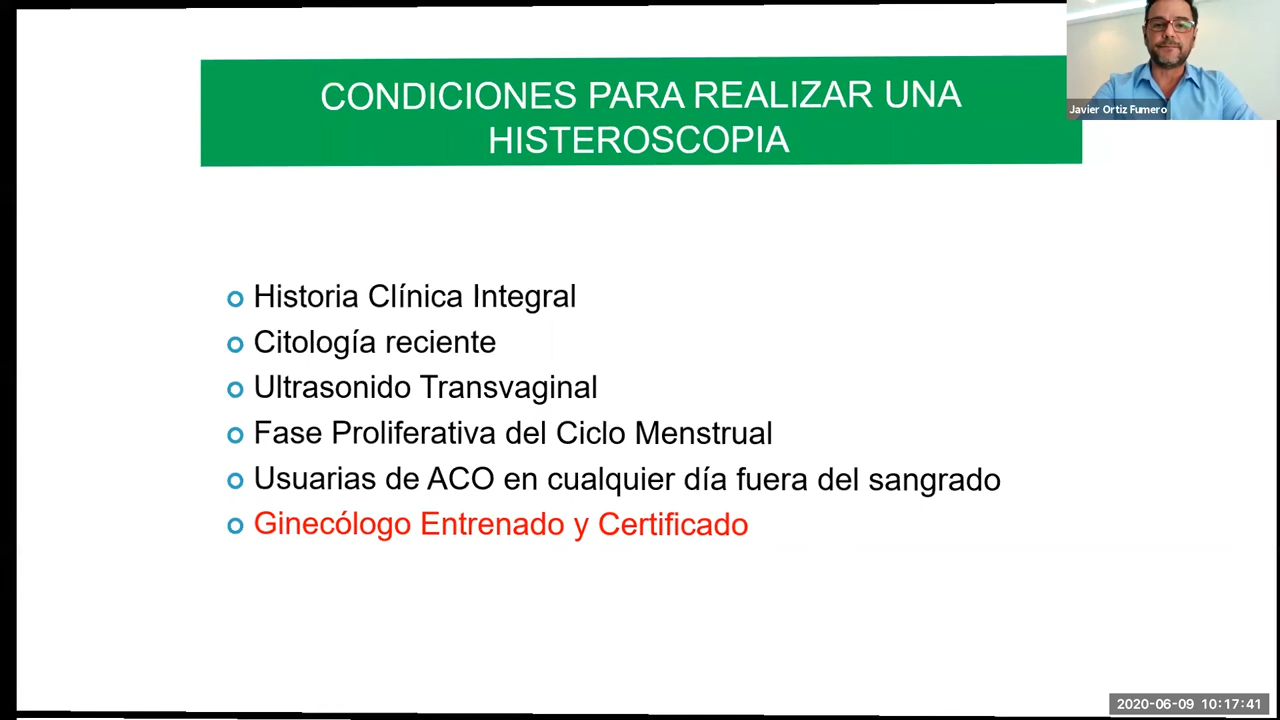 CONDICIONES PARA REALIZAR UNA
HISTEROSCOPIA
Javier Ortiz Fumero
Historia Clínica Integral
Citología reciente
Ultrasonido Transvaginal
Fase Proliferativa del Ciclo Menstrual
Usuarias de ACO en cualquier día fuera del sangrado
Ginecólogo Entrenado y Certificado
2020-06-09 10:17:41